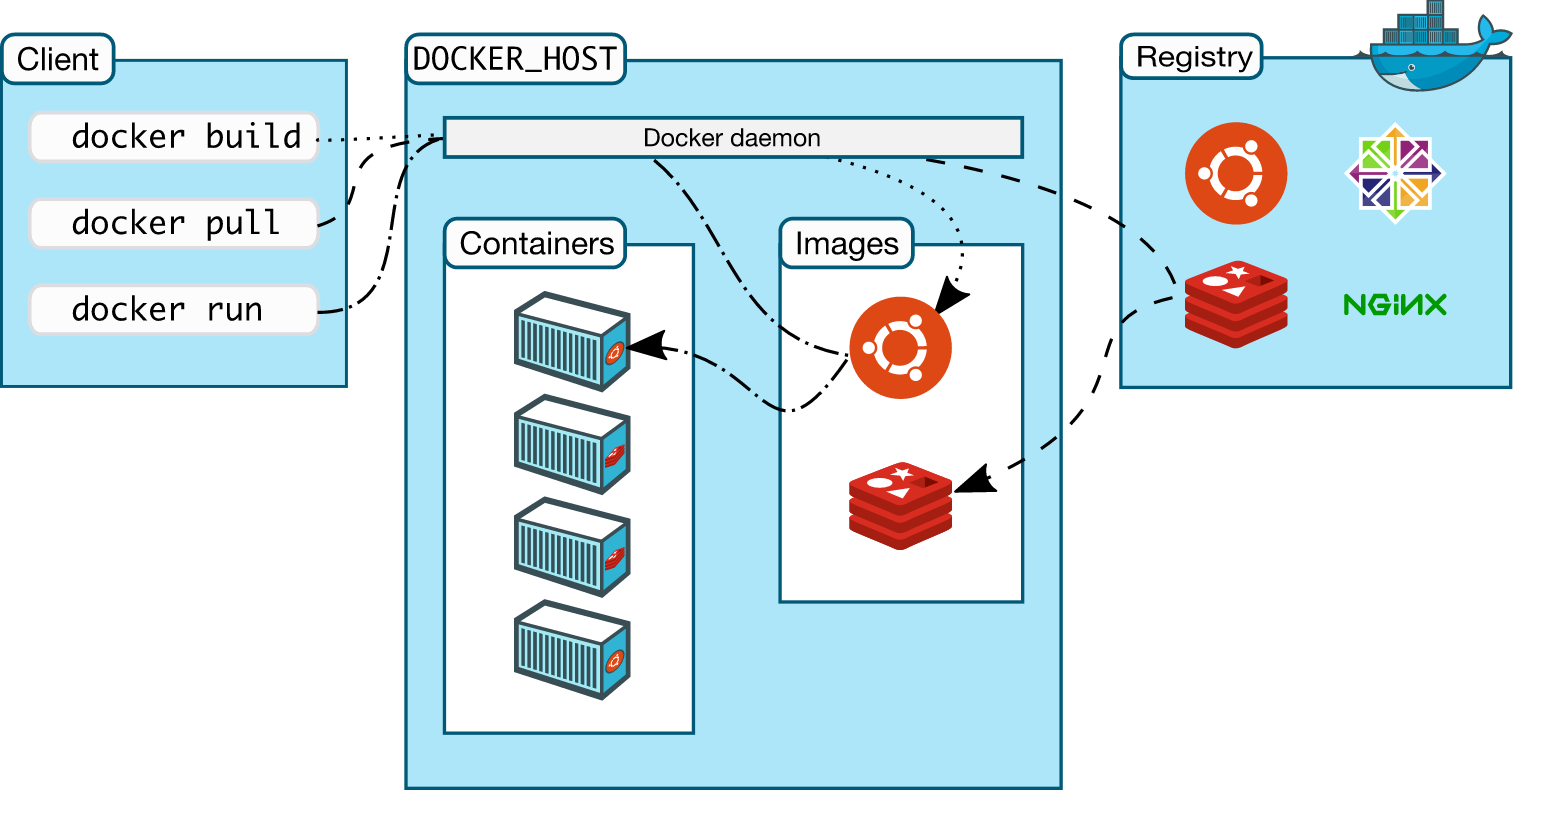 Client
docker build
docker pull
docker run
DOCKER_HOST
Docker daemon
Containers
Images
Registry
NGiNX